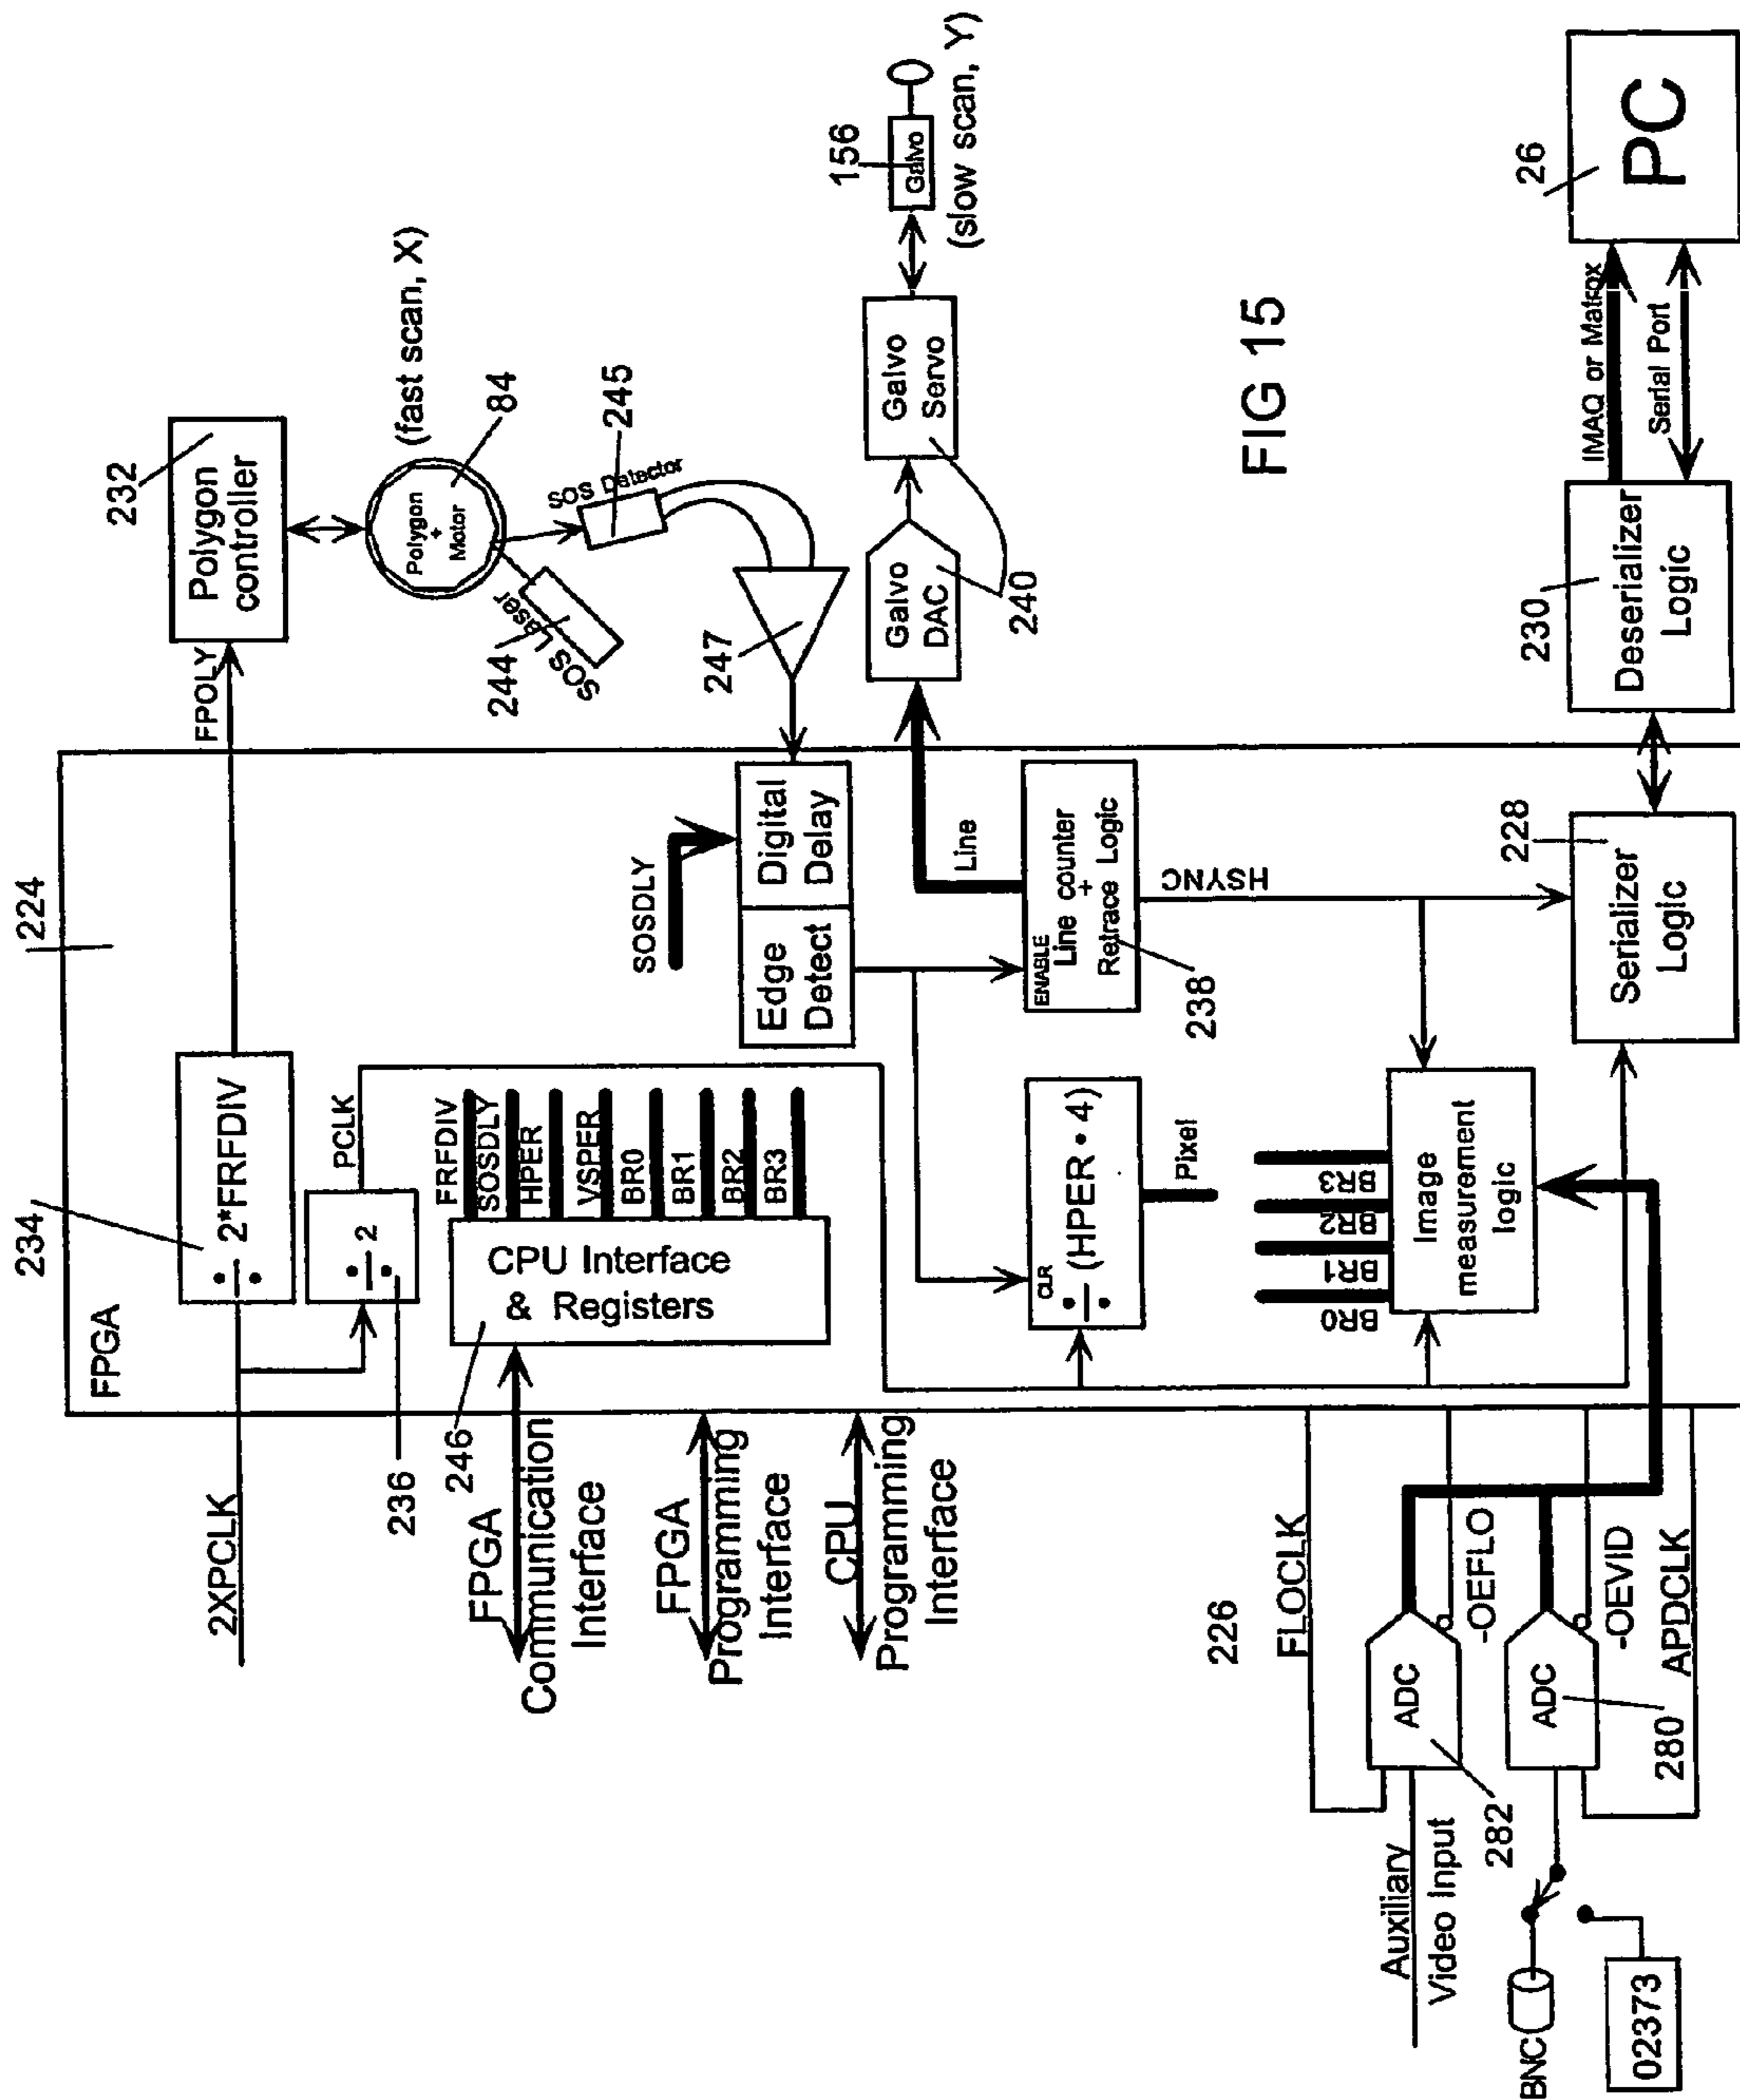 224
FPGA
2XPCLK
234
÷ 2*FRFDIV
FPOLY
232
Polygon
controller
236
÷ 2
PCLK
Polygon
+
Motor
84
(fast scan, X)
SOS Laser
244
SOS Detector
245
247
246
CPU Interface
& Registers
FRFDIV
SOSDLY
HPER
VSPER
BR0
BR1
BR2
BR3
FPGA
Communication
Interface
FPGA
Programming
Interface
CPU
Programming
Interface
SOSDLY
Edge
Detect
Digital
Delay
Galvo
DAC
Galvo
Servo
240
156
Galvo
(slow scan, Y)
CLR
÷ (HPER • 4)
Pixel
ENABLE
Line counter
+
Retrace Logic
238
Line
HSYNC
BR0
BR1
BR2
BR3
Image
measurement
logic
228
Serializer
Logic
230
Deserializer
Logic
IMAQ or Matrox
Serial Port
26
PC
226
FLOCLK
ADC
-OEFLO
282
Auxiliary
Video Input
ADC
-OEVID
280
APDCLK
BNC
02373
FIG 15